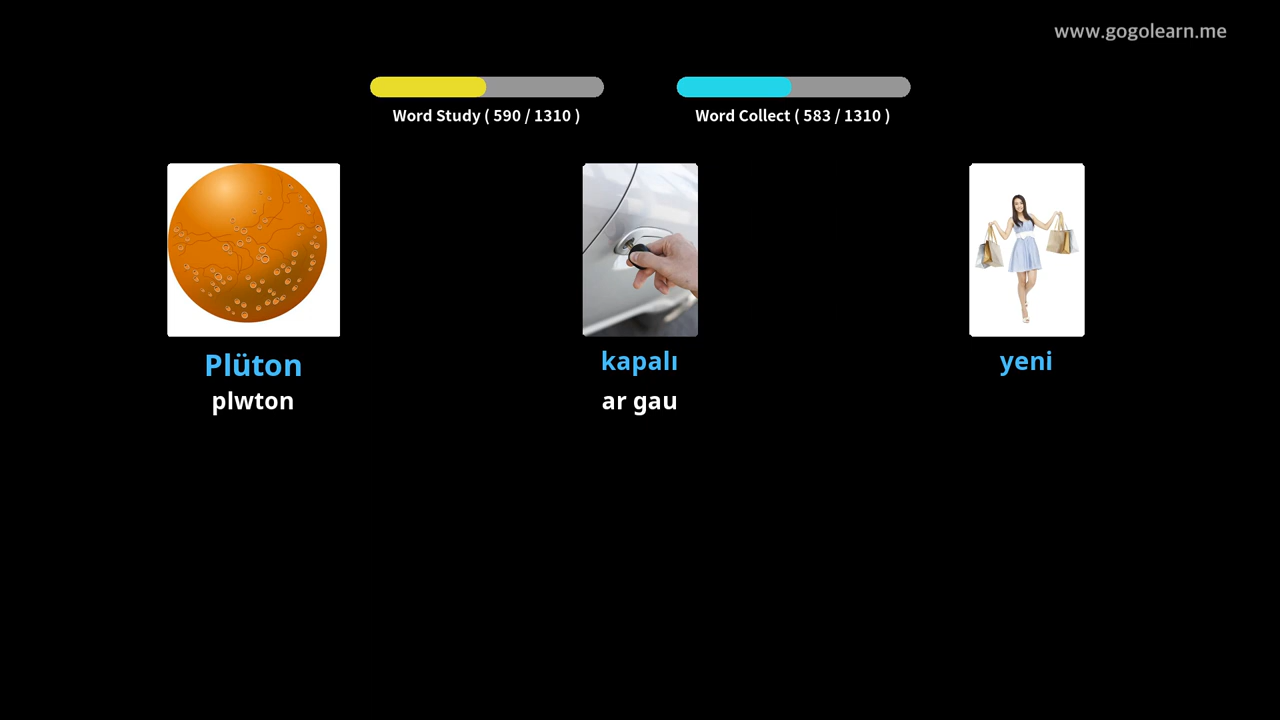 www.gogolearn.me
Word Study ( 590 / 1310 )
Word Collect ( 583 / 1310 )
Plüton
plwton
kapalı
ar gau
yeni